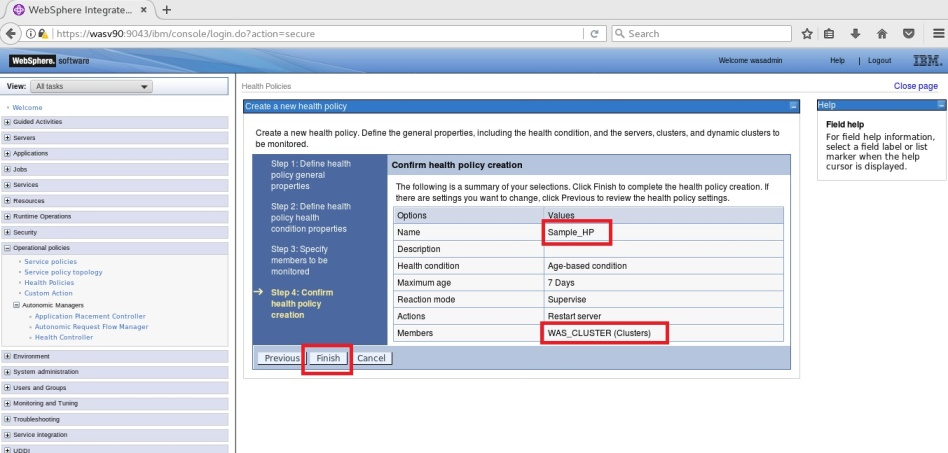 WebSphere Integrate... × +
https://wasv90:9043/ibm/console/login.do?action=secure
Search
WebSphere. software
Welcome wasadmin
Help | Logout
IBM.
View: All tasks
Welcome
Guided Activities
Servers
Applications
Jobs
Services
Resources
Runtime Operations
Security
Operational policies
Service policies
Service policy topology
Health Policies
Custom Action
Autonomic Managers
Application Placement Controller
Autonomic Request Flow Manager
Health Controller
Environment
System administration
Users and Groups
Monitoring and Tuning
Troubleshooting
Service integration
UDDI
Health Policies
Close page
Create a new health policy
Create a new health policy. Define the general properties, including the health condition, and the servers, clusters, and dynamic clusters to
be monitored.
Step 1: Define health
policy general
properties
Step 2: Define health
policy health
condition properties
Step 3: Specify
members to be
monitored
Step 4: Confirm
health policy
creation
Confirm health policy creation
The following is a summary of your selections. Click Finish to complete the health policy creation. If
there are settings you want to change, click Previous to review the health policy settings.
Options Values
Name Sample_HP
Description
Health condition Age-based condition
Maximum age 7 Days
Reaction mode Supervise
Actions Restart server
Members WAS_CLUSTER (Clusters)
Previous Finish Cancel
Help
Field help
For field help information,
select a field label or list
marker when the help
cursor is displayed.